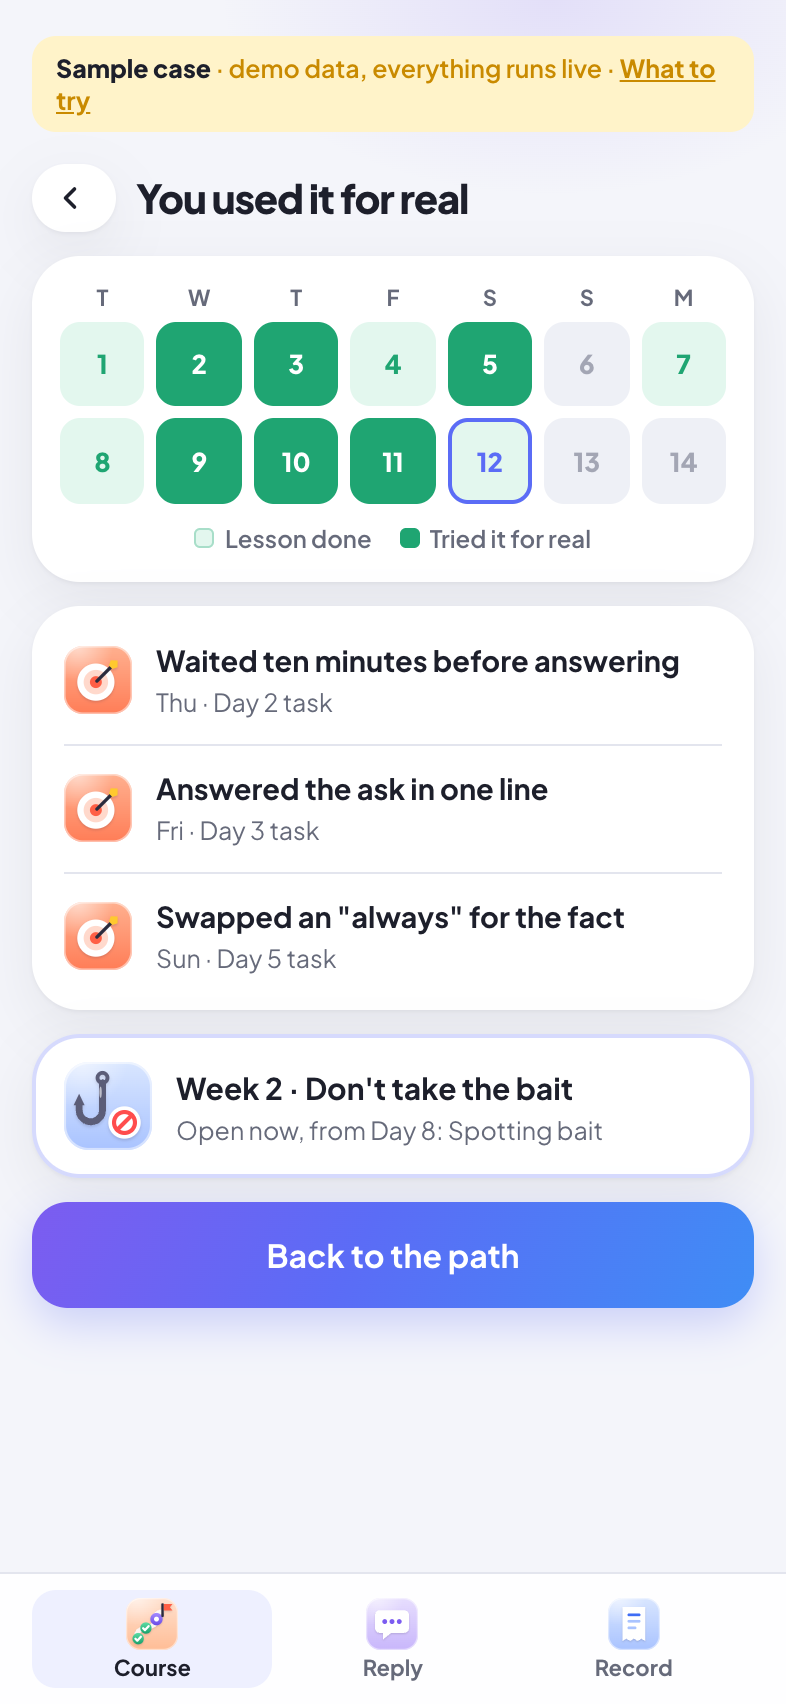 Sample case · demo data, everything runs live · What to
try
You used it for real
T W T F S S M
1 2 3 4 5 6 7
8 9 10 11 12 13 14
Lesson done Tried it for real
Waited ten minutes before answering
Thu · Day 2 task
Answered the ask in one line
Fri · Day 3 task
Swapped an "always" for the fact
Sun · Day 5 task
Week 2 · Don't take the bait
Open now, from Day 8: Spotting bait
Back to the path
Course Reply Record